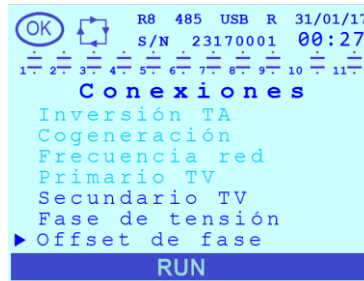 OK R8 485 USB R 31/01/17
S/N 23170001 00:27
1 2 3 4 5 6 7 8 9 10 11
Conexiones
Inversión TA
Cogeneración
Frecuencia red
Primario TV
Secundario TV
Fase de tensión
Offset de fase
RUN